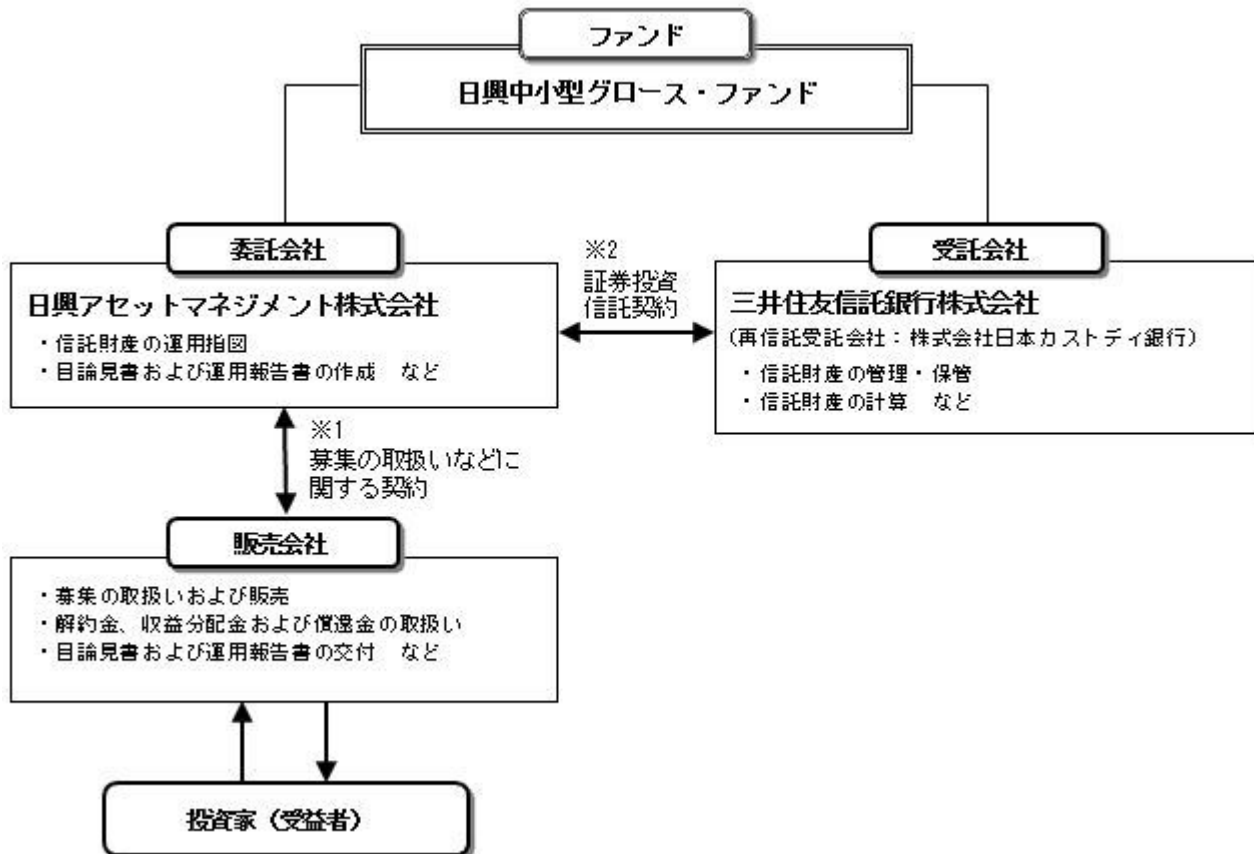 ファンド
日興中小型グロース・ファンド
委託会社
日興アセットマネジメント株式会社
・信託財産の運用指図
・目論見書および運用報告書の作成　など
※2
証券投資
信託契約
受託会社
三井住友信託銀行株式会社
(再信託受託会社：株式会社日本カストディ銀行)
・信託財産の管理・保管
・信託財産の計算　など
※1
募集の取扱いなどに
関する契約
販売会社
・募集の取扱いおよび販売
・解約金、収益分配金および償還金の取扱い
・目論見書および運用報告書の交付　など
投資家（受益者）